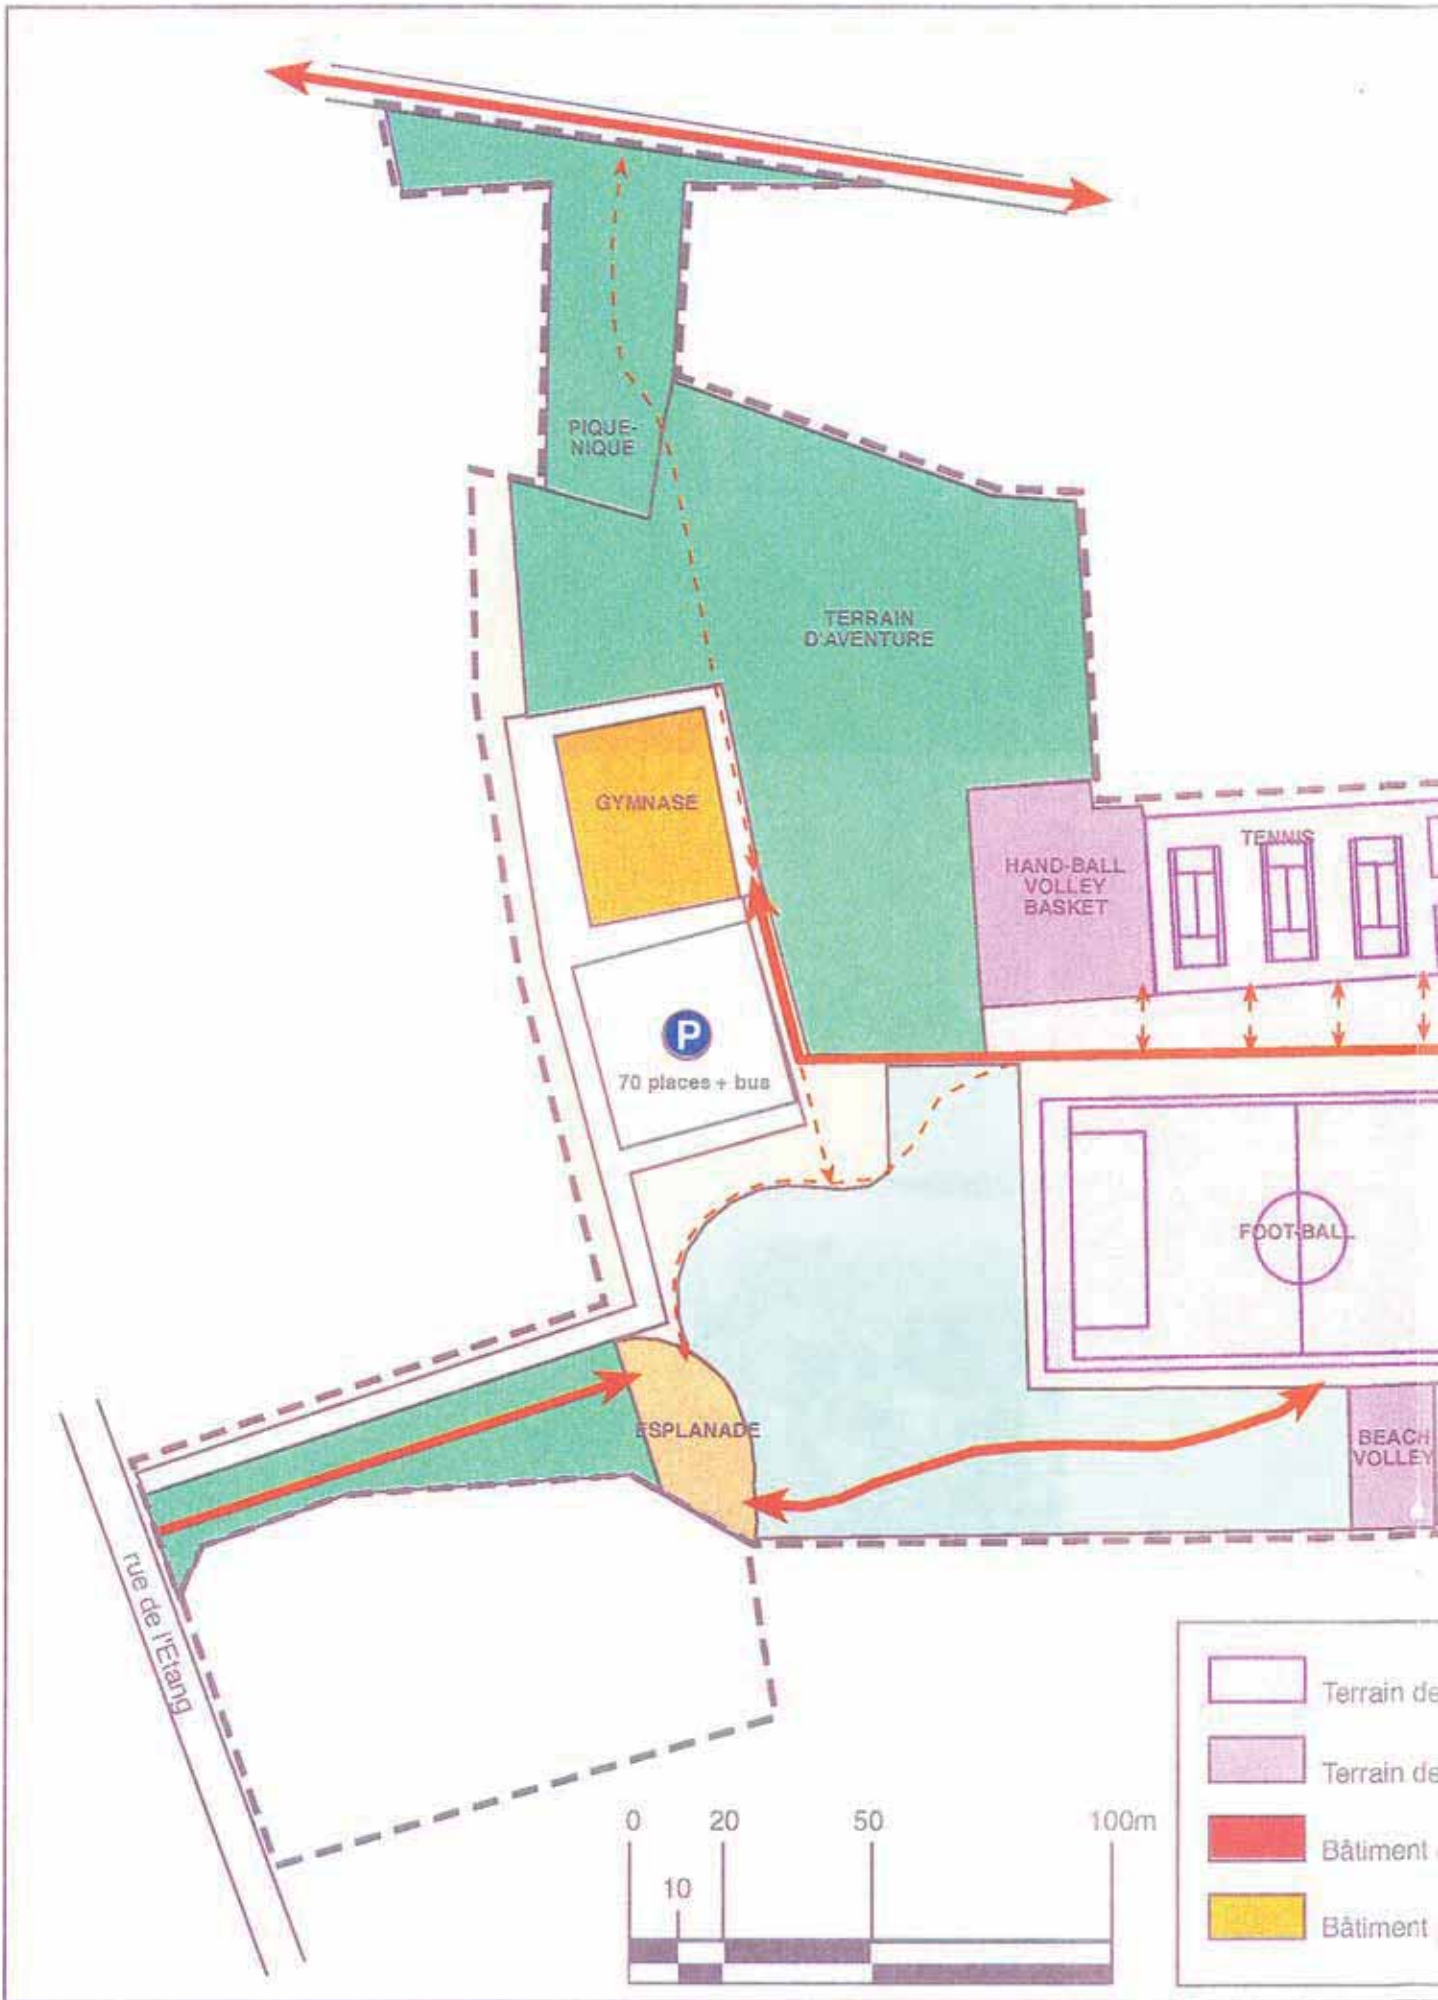 PIQUE-
NIQUE
TERRAIN
D'AVENTURE
GYMNASE
HAND-BALL
VOLLEY
BASKET
TENNIS
P
70 places + bus
FOOT-BALL
ESPLANADE
BEACH
VOLLEY
rue de l'Etang
0 20 50 100m
10
Terrain de
Terrain de
Bâtiment
Bâtiment